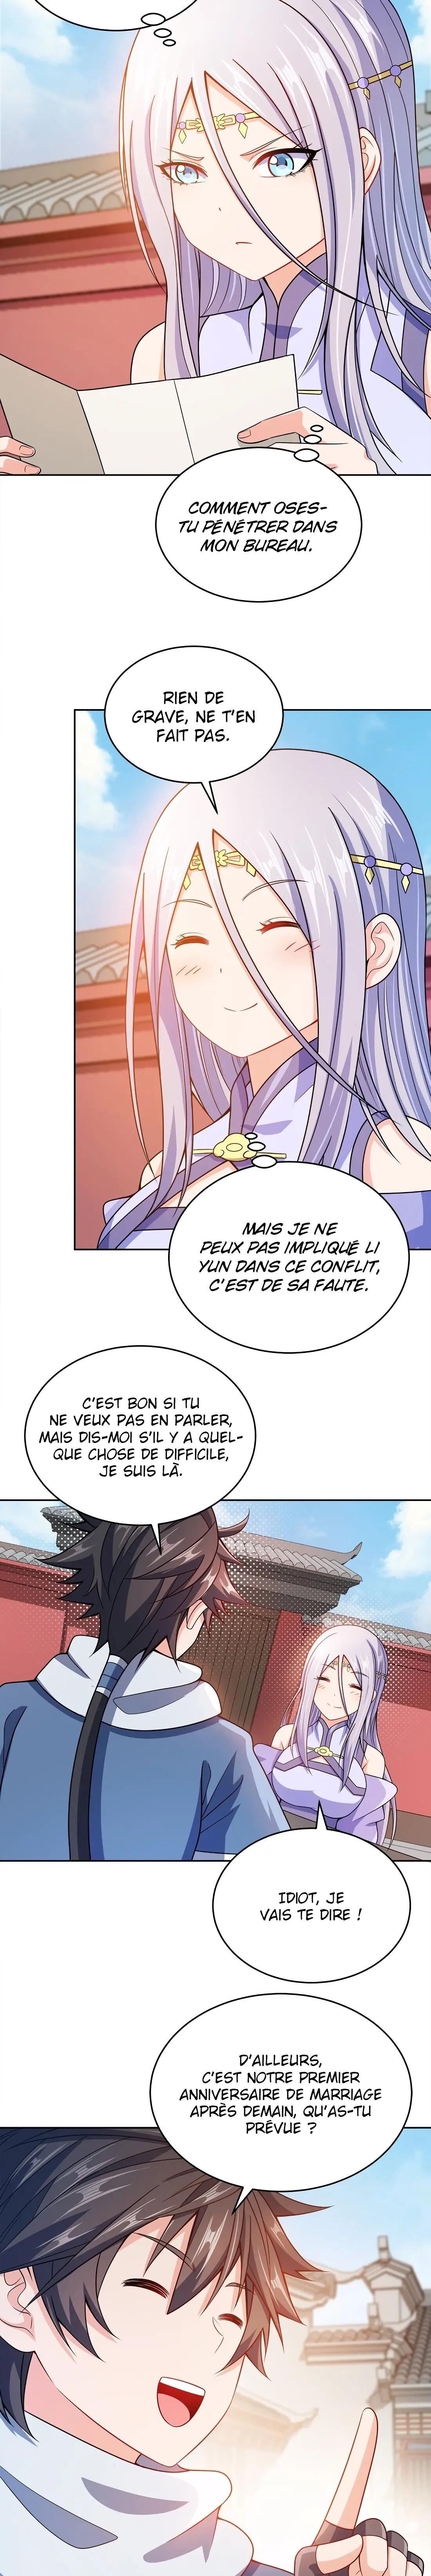 COMMENT OSES-
TU PÉNÉTRER DANS
MON BUREAU.
RIEN DE
GRAVE, NE T'EN
FAIT PAS.
MAIS JE NE
PEUX PAS IMPLIQUÉ LI
YUN DANS CE CONFLIT,
C'EST DE SA FAUTE.
C'EST BON SI TU
NE VEUX PAS EN PARLER,
MAIS DIS-MOI S'IL Y A QUEL-
QUE CHOSE DE DIFFICILE,
JE SUIS LÀ.
IDIOT, JE
VAIS TE DIRE !
D'AILLEURS,
C'EST NOTRE PREMIER
ANNIVERSAIRE DE MARRIAGE
APRÈS DEMAIN, QU'AS-TU
PRÉVUE ?